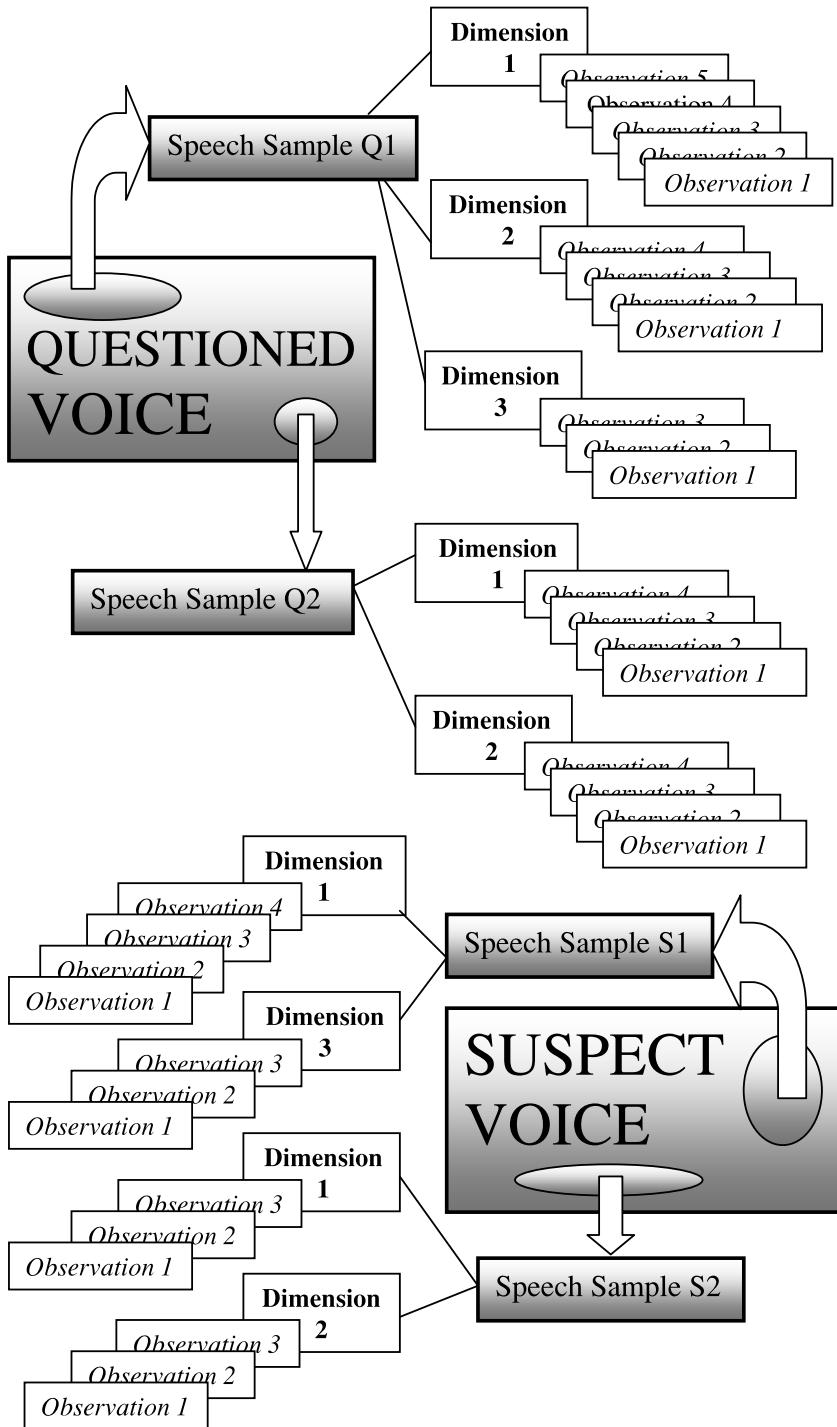 Dimension
1
Observation 5
Observation 4
Observation 3
Observation 2
Observation 1
Speech Sample Q1
Dimension
2
Observation 4
Observation 3
Observation 2
Observation 1
QUESTIONED
VOICE
Dimension
3
Observation 3
Observation 2
Observation 1
Speech Sample Q2
Dimension
1
Observation 4
Observation 3
Observation 2
Observation 1
Dimension
2
Observation 4
Observation 3
Observation 2
Observation 1
Dimension
1
Observation 4
Observation 3
Observation 2
Observation 1
Speech Sample S1
Dimension
3
Observation 3
Observation 2
Observation 1
SUSPECT
VOICE
Dimension
1
Observation 3
Observation 2
Observation 1
Speech Sample S2
Dimension
2
Observation 3
Observation 2
Observation 1